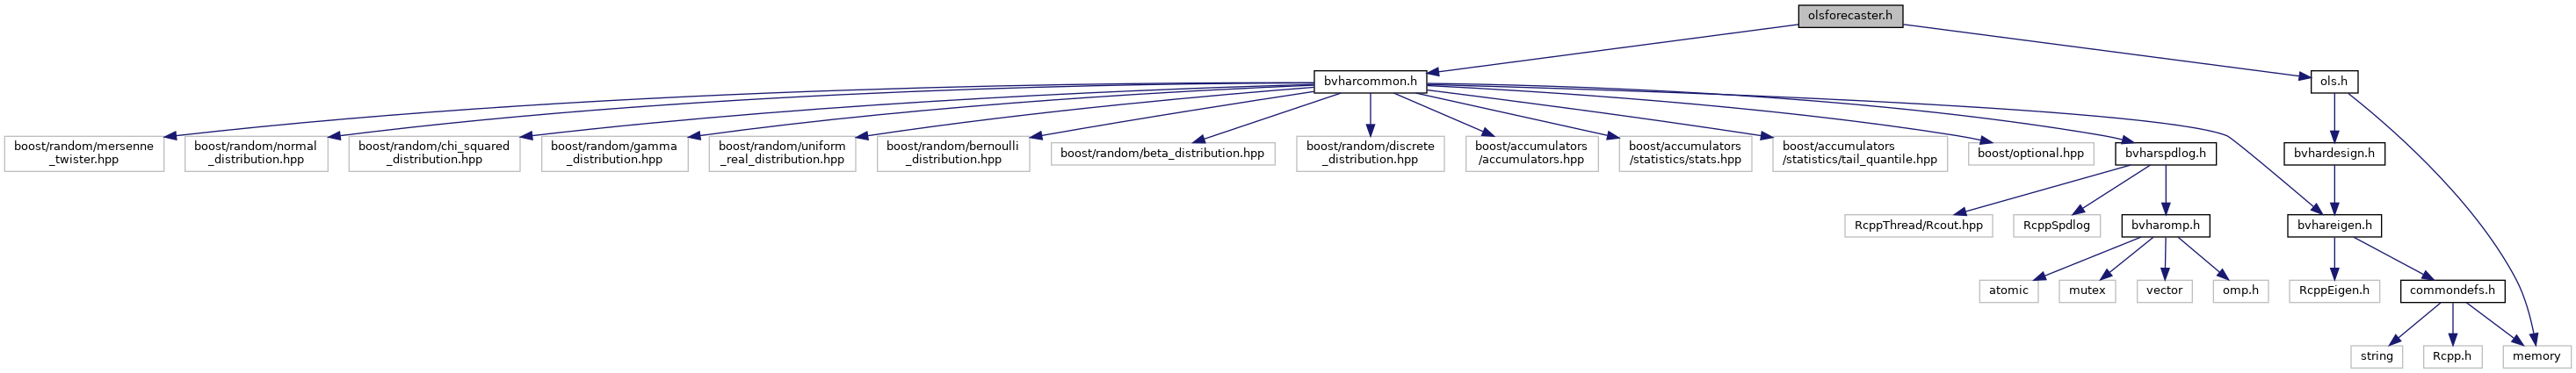 olsforecaster.h
bvharcommon.h
ols.h
boost/random/mersenne
_twister.hpp
boost/random/normal
_distribution.hpp
boost/random/chi_squared
_distribution.hpp
boost/random/gamma
_distribution.hpp
boost/random/uniform
_real_distribution.hpp
boost/random/bernoulli
_distribution.hpp
boost/random/beta_distribution.hpp
boost/random/discrete
_distribution.hpp
boost/accumulators
/accumulators.hpp
boost/accumulators
/statistics/stats.hpp
boost/accumulators
/statistics/tail_quantile.hpp
boost/optional.hpp
bvharspdlog.h
bvhardesign.h
RcppThread/Rcout.hpp
RcppSpdlog
bvharomp.h
bvhareigen.h
atomic
mutex
vector
omp.h
RcppEigen.h
commondefs.h
string
Rcpp.h
memory